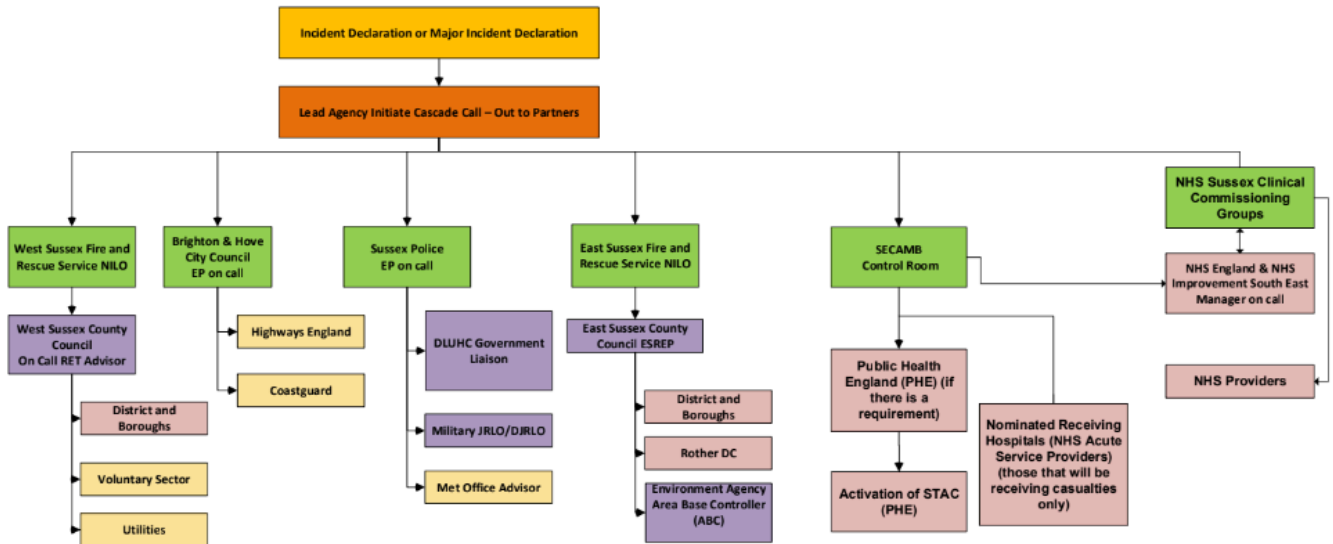 Incident Declaration or Major Incident Declaration
Lead Agency Initiate Cascade Call – Out to Partners
West Sussex Fire and
Rescue Service NILO
Brighton & Hove
City Council
EP on call
Sussex Police
EP on call
East Sussex Fire and
Rescue Service NILO
SECAMB
Control Room
NHS Sussex Clinical
Commissioning
Groups
NHS England & NHS
Improvement South East
Manager on call
NHS Providers
West Sussex County
Council
On Call RET Advisor
District and
Boroughs
Voluntary Sector
Utilities
Highways England
Coastguard
DLUHC Government
Liaison
Military JRLO/DJRLO
Met Office Advisor
East Sussex County
Council ESREP
District and
Boroughs
Rother DC
Environment Agency
Area Base Controller
(ABC)
Public Health
England (PHE) (if
there is a
requirement)
Activation of STAC
(PHE)
Nominated Receiving
Hospitals (NHS Acute
Service Providers)
(those that will be
receiving casualties
only)